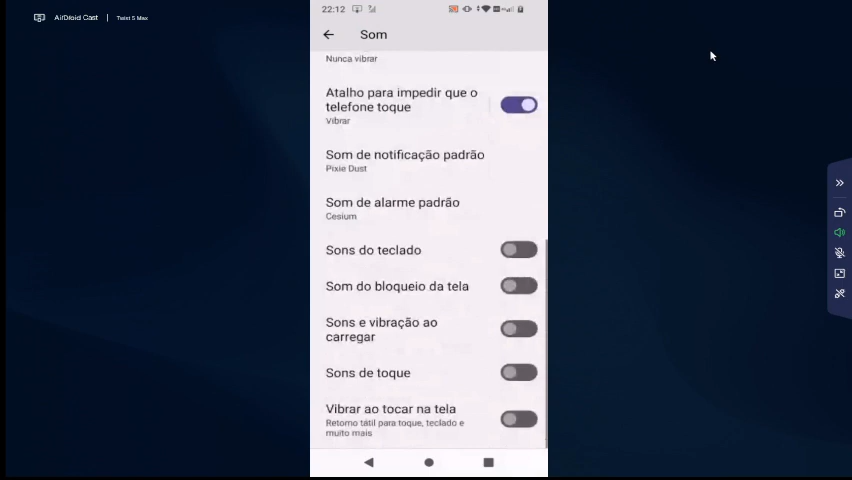 AirDroid Cast | Twist 5 Max
22:12
Som
Nunca vibrar
Atalho para impedir que o
telefone toque
Vibrar
Som de notificação padrão
Pixie Dust
Som de alarme padrão
Cesium
Sons do teclado
Som do bloqueio da tela
Sons e vibração ao
carregar
Sons de toque
Vibrar ao tocar na tela
Retorno tátil para toque, teclado e
muito mais